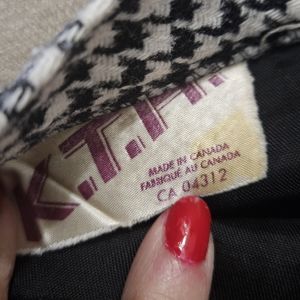 K.T.H.
MADE IN CANADA
FABRIQUÉ AU CANADA
CA 04312